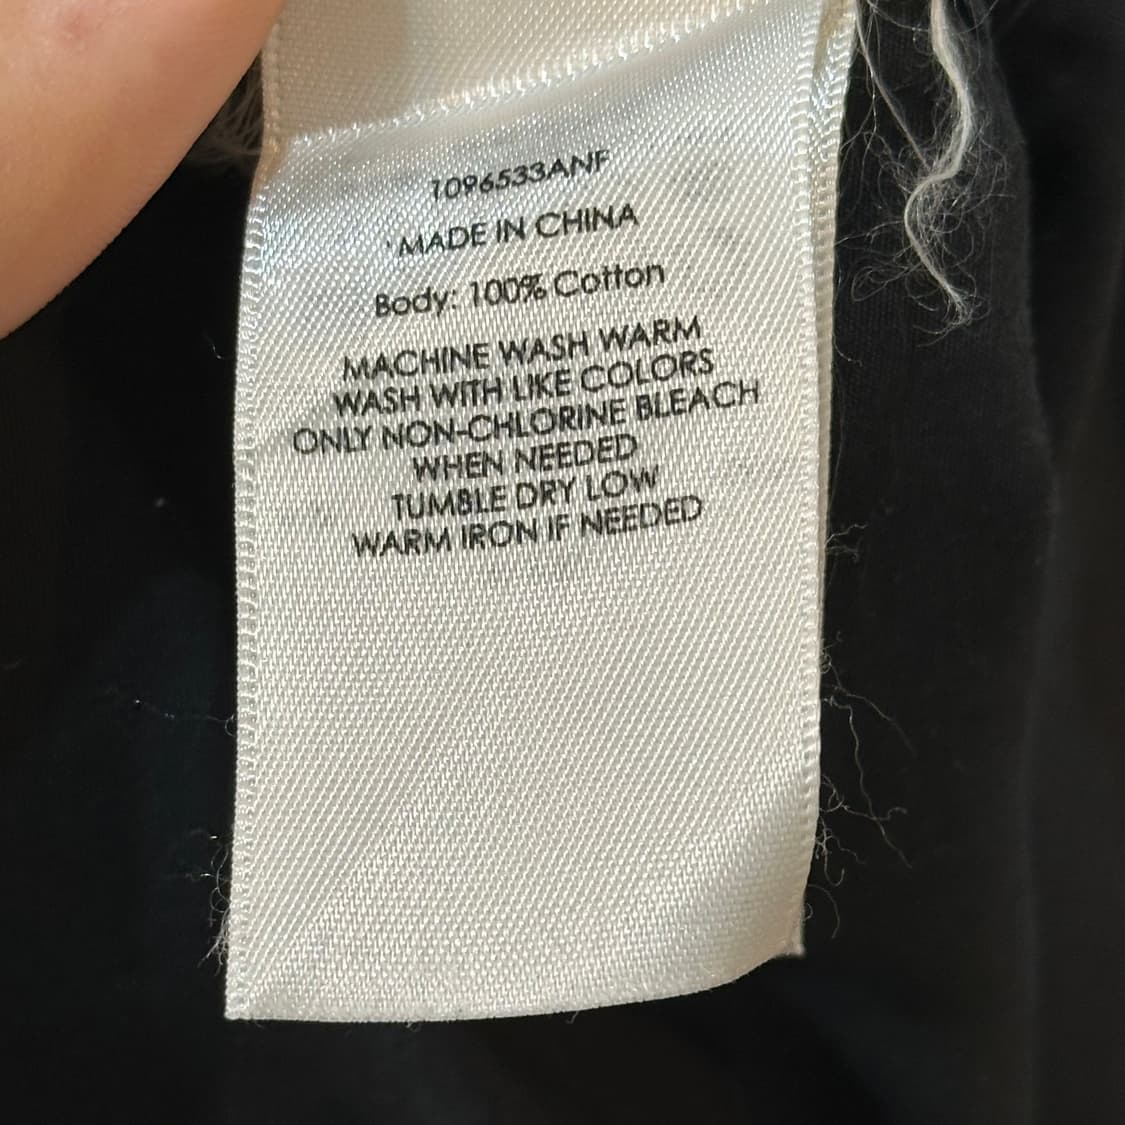 1096533ANF
MADE IN CHINA
Body: 100% Cotton
MACHINE WASH WARM
WASH WITH LIKE COLORS
ONLY NON-CHLORINE BLEACH
WHEN NEEDED
TUMBLE DRY LOW
WARM IRON IF NEEDED